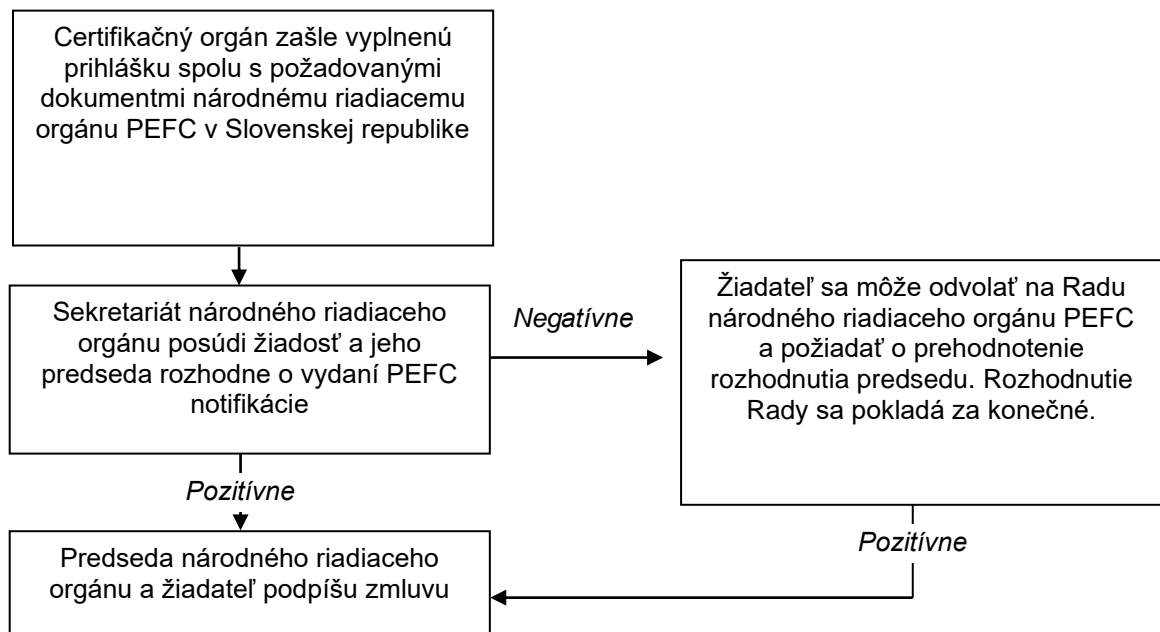 Certifikačný orgán zašle vyplnenú
prihlášku spolu s požadovanými
dokumentmi národnému riadiacemu
orgánu PEFC v Slovenskej republike
Sekretariát národného riadiaceho
orgánu posúdi žiadosť a jeho
predseda rozhodne o vydaní PEFC
notifikácie
Negatívne
Žiadateľ sa môže odvolať na Radu
národného riadiaceho orgánu PEFC
a požiadať o prehodnotenie
rozhodnutia predsedu. Rozhodnutie
Rady sa pokladá za konečné.
Pozitívne
Pozitívne
Predseda národného riadiaceho
orgánu a žiadateľ podpíšu zmluvu